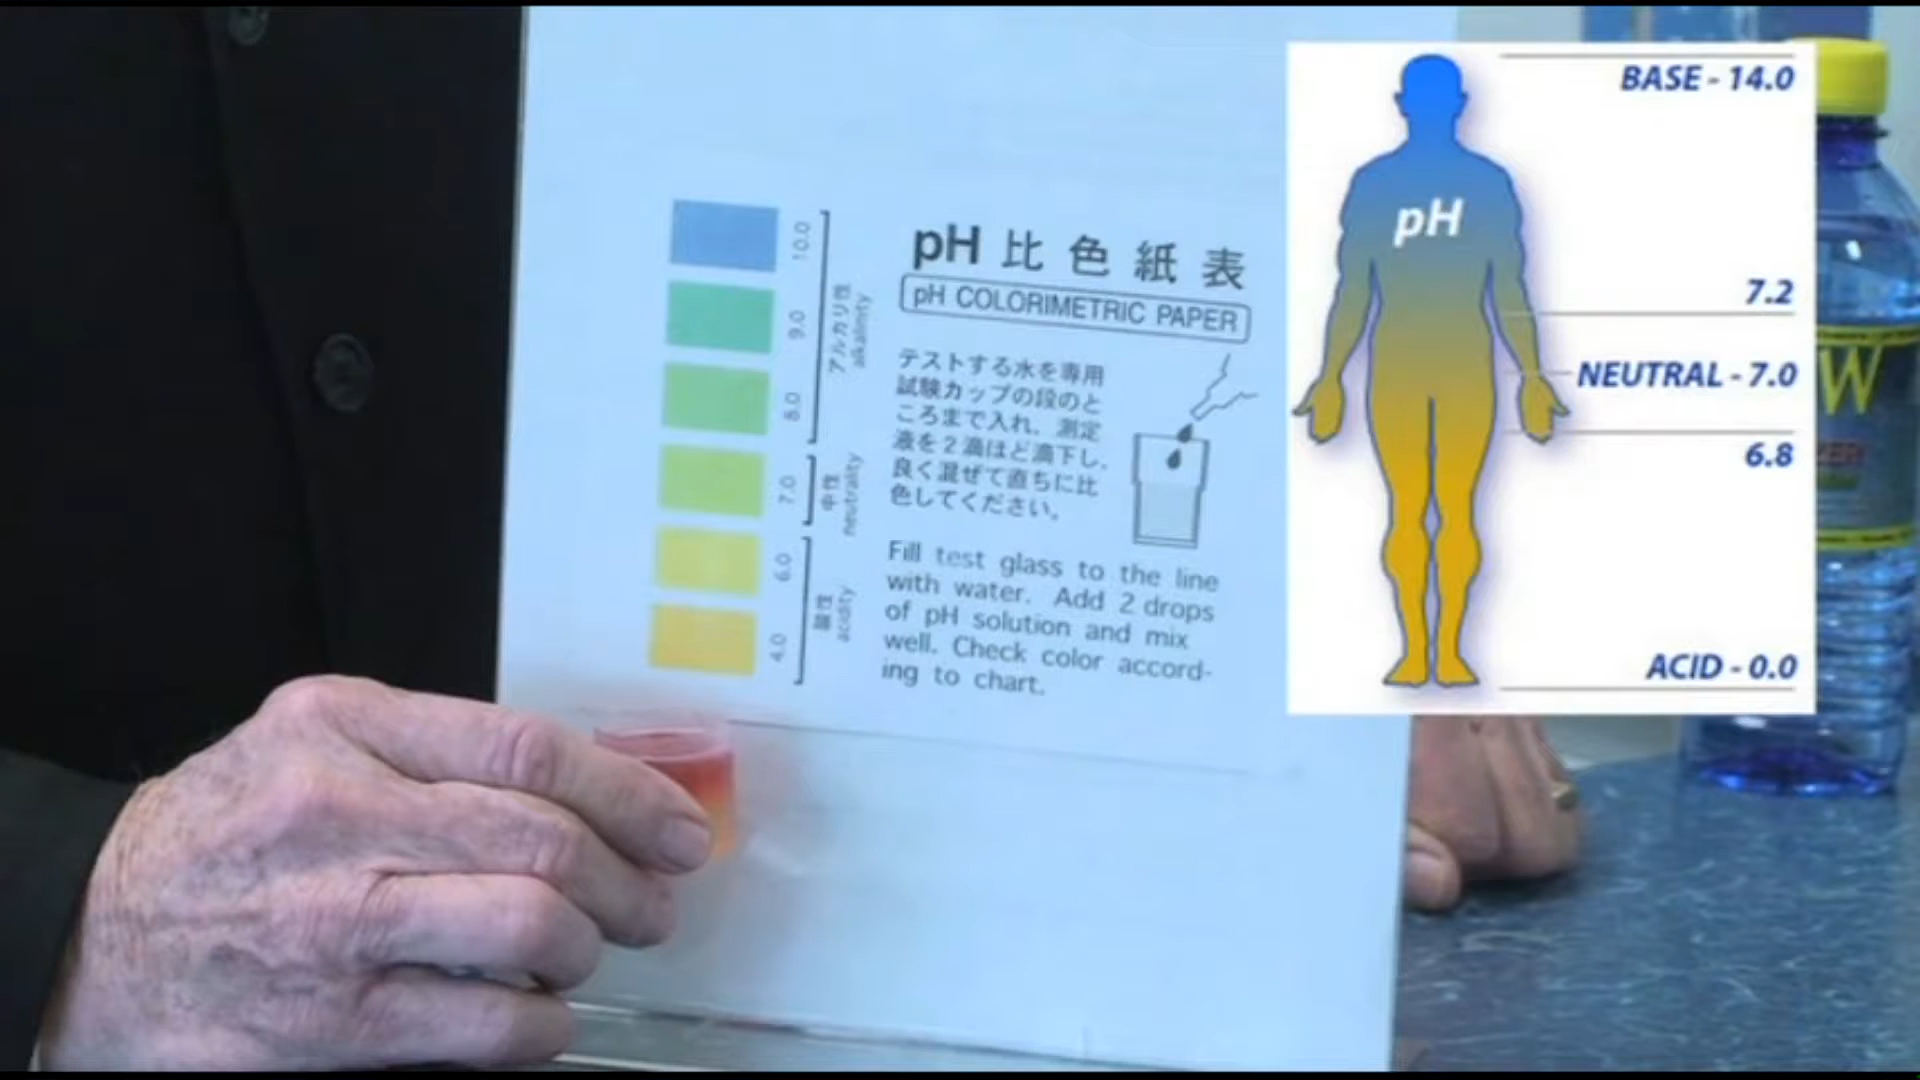 pH 比色紙表
pH COLORIMETRIC PAPER
テストする水を専用
試験カップの段のと
ころまで入れ、測定
液を2滴ほど滴下し、
良く混ぜて直ちに比
色してください。
Fill test glass to the line
with water. Add 2 drops
of pH solution and mix
well. Check color accord-
ing to chart.
10.0
9.0
8.0
アルカリ性
alkalinity
7.0
中性
neutrality
6.0
4.0
酸性
acidity
BASE - 14.0
pH
7.2
NEUTRAL - 7.0
6.8
ACID - 0.0
W